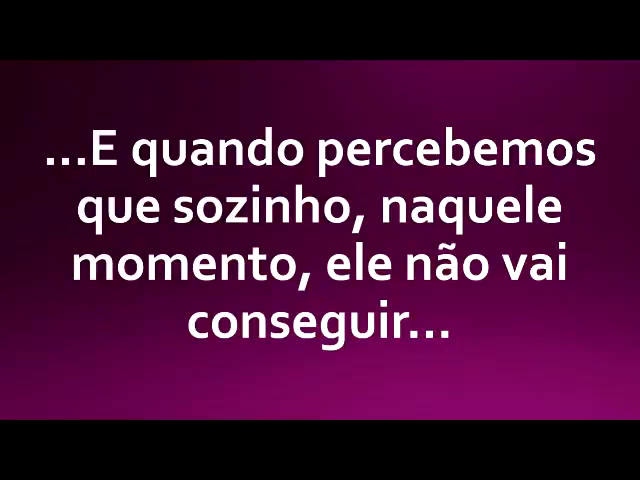 ...E quando percebemos
que sozinho, naquele
momento, ele não vai
conseguir...